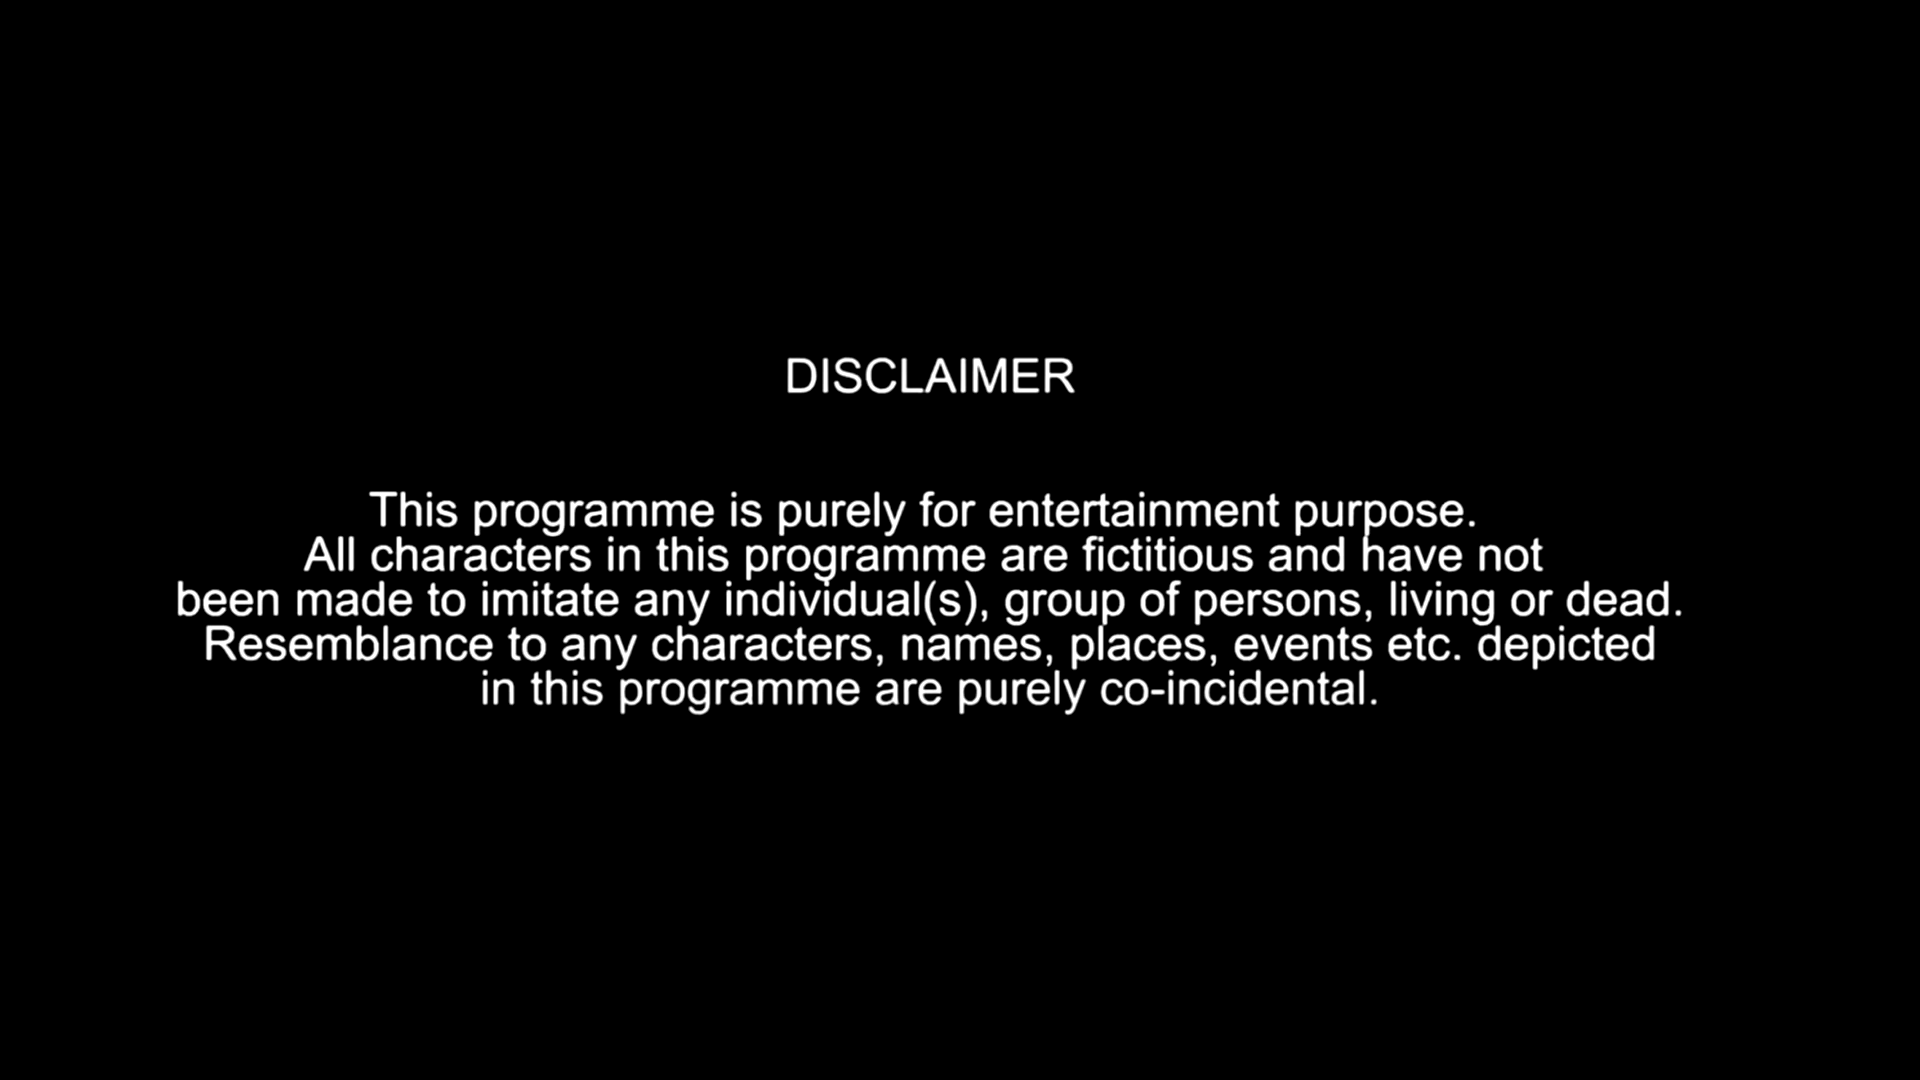 DISCLAIMER
This programme is purely for entertainment purpose.
All characters in this programme are fictitious and have not
been made to imitate any individual(s), group of persons, living or dead.
Resemblance to any characters, names, places, events etc. depicted
in this programme are purely co-incidental.